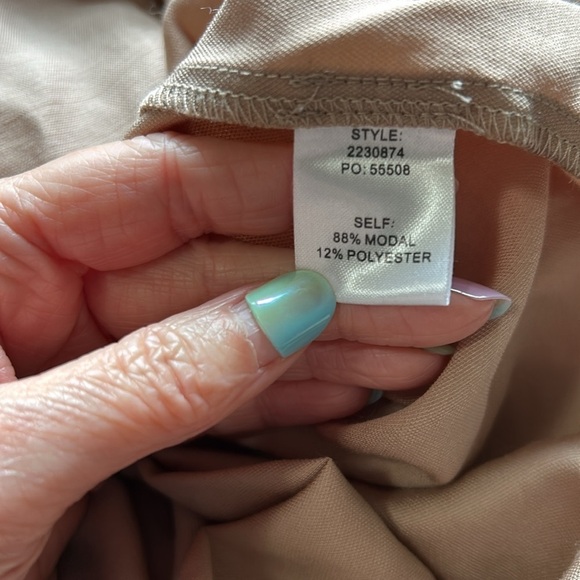 STYLE:
2230874
PO: 55508
SELF:
88% MODAL
12% POLYESTER